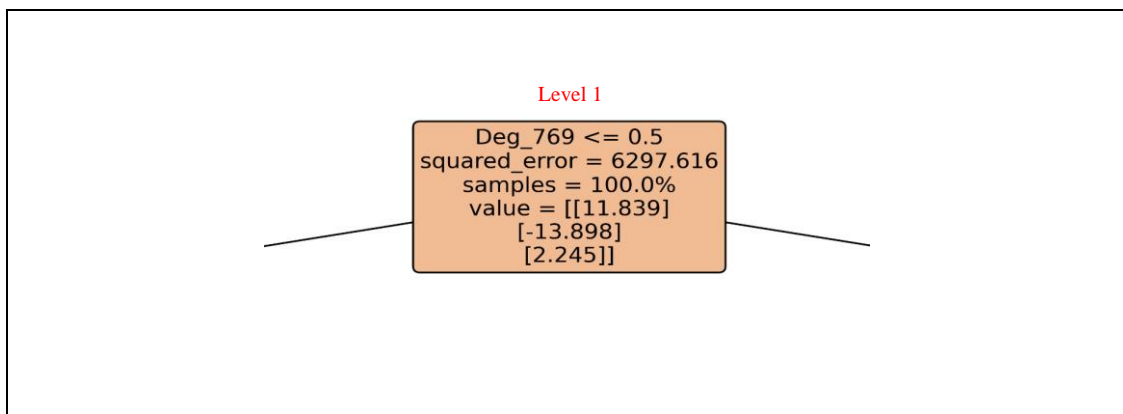 Level 1
Deg_769 <= 0.5
squared_error = 6297.616
samples = 100.0%
value = [[11.839]
[-13.898]
[2.245]]